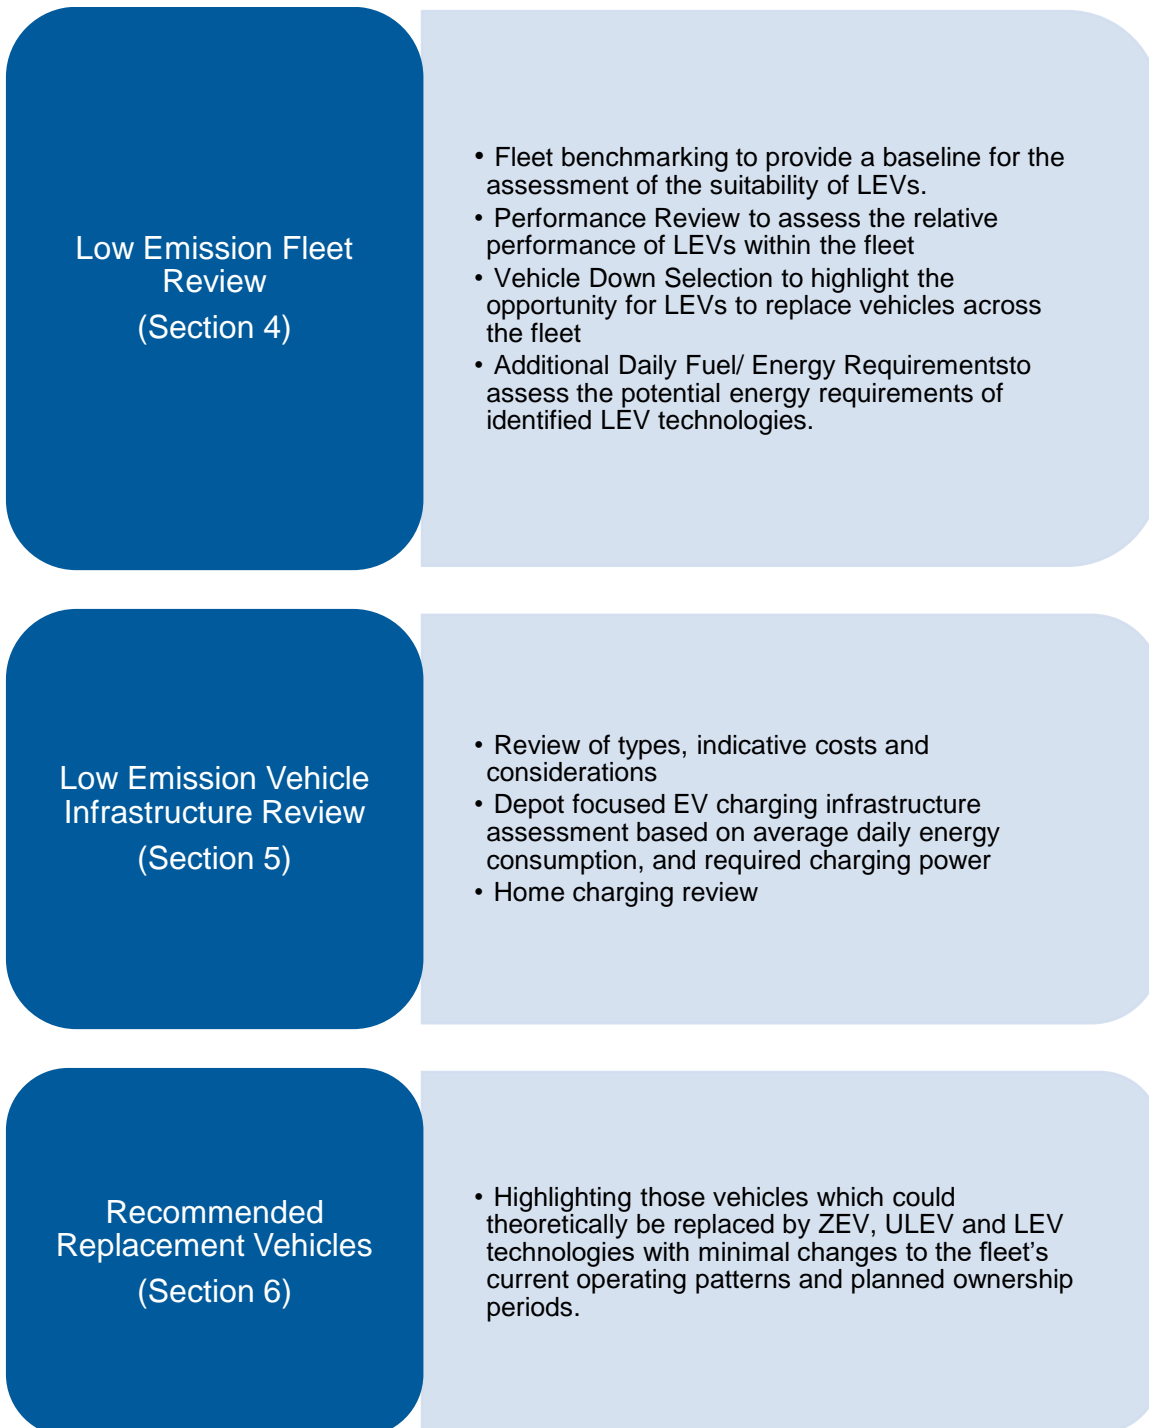 Low Emission Fleet
Review
(Section 4)
• Fleet benchmarking to provide a baseline for the
assessment of the suitability of LEVs.
• Performance Review to assess the relative
performance of LEVs within the fleet
• Vehicle Down Selection to highlight the
opportunity for LEVs to replace vehicles across
the fleet
• Additional Daily Fuel/ Energy Requirementsto
assess the potential energy requirements of
identified LEV technologies.
Low Emission Vehicle
Infrastructure Review
(Section 5)
• Review of types, indicative costs and
considerations
• Depot focused EV charging infrastructure
assessment based on average daily energy
consumption, and required charging power
• Home charging review
Recommended
Replacement Vehicles
(Section 6)
• Highlighting those vehicles which could
theoretically be replaced by ZEV, ULEV and LEV
technologies with minimal changes to the fleet’s
current operating patterns and planned ownership
periods.